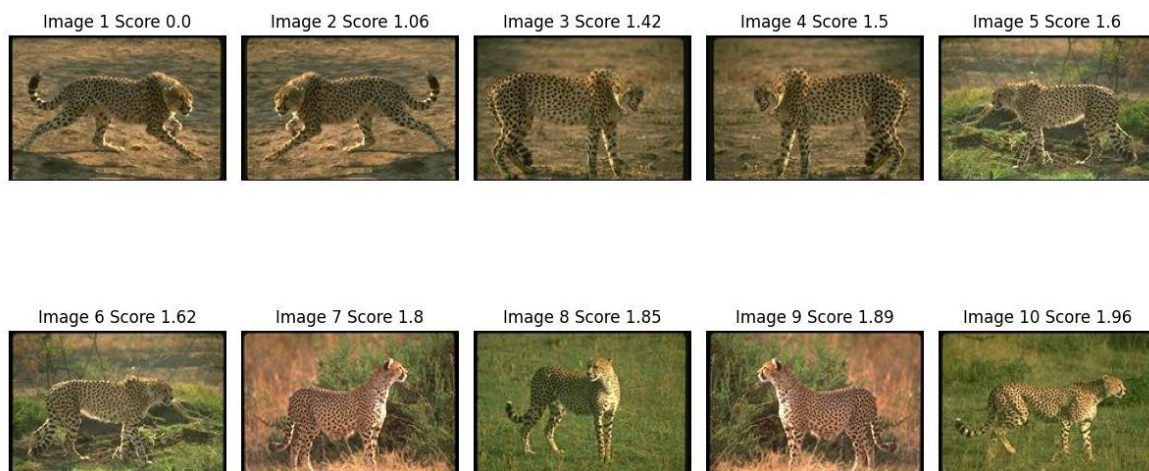 Image 1 Score 0.0
Image 2 Score 1.06
Image 3 Score 1.42
Image 4 Score 1.5
Image 5 Score 1.6
Image 6 Score 1.62
Image 7 Score 1.8
Image 8 Score 1.85
Image 9 Score 1.89
Image 10 Score 1.96